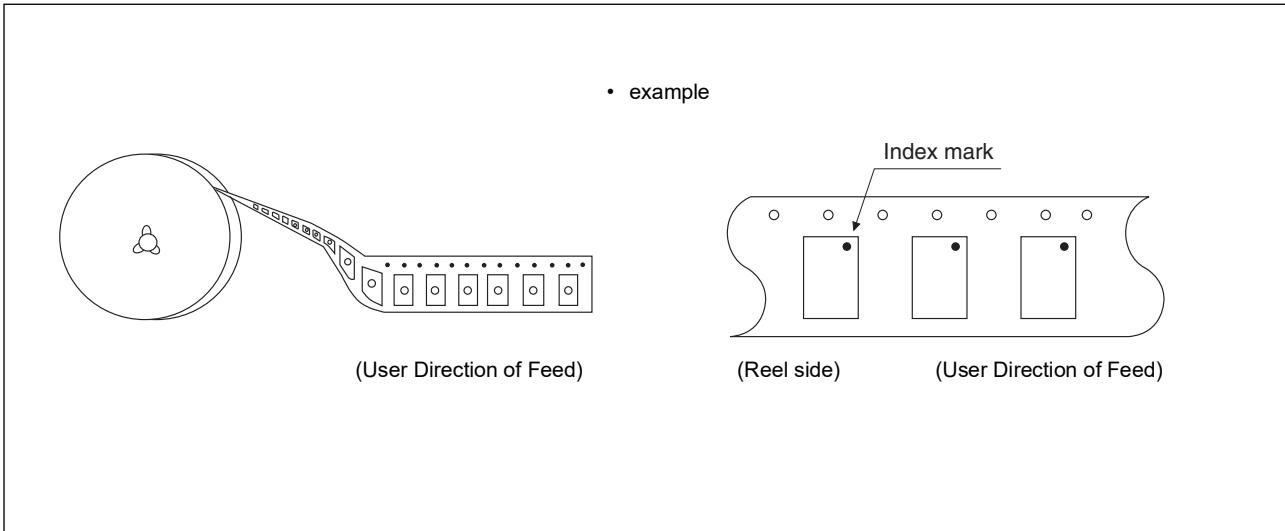 • example
Index mark
(User Direction of Feed)
(Reel side)
(User Direction of Feed)